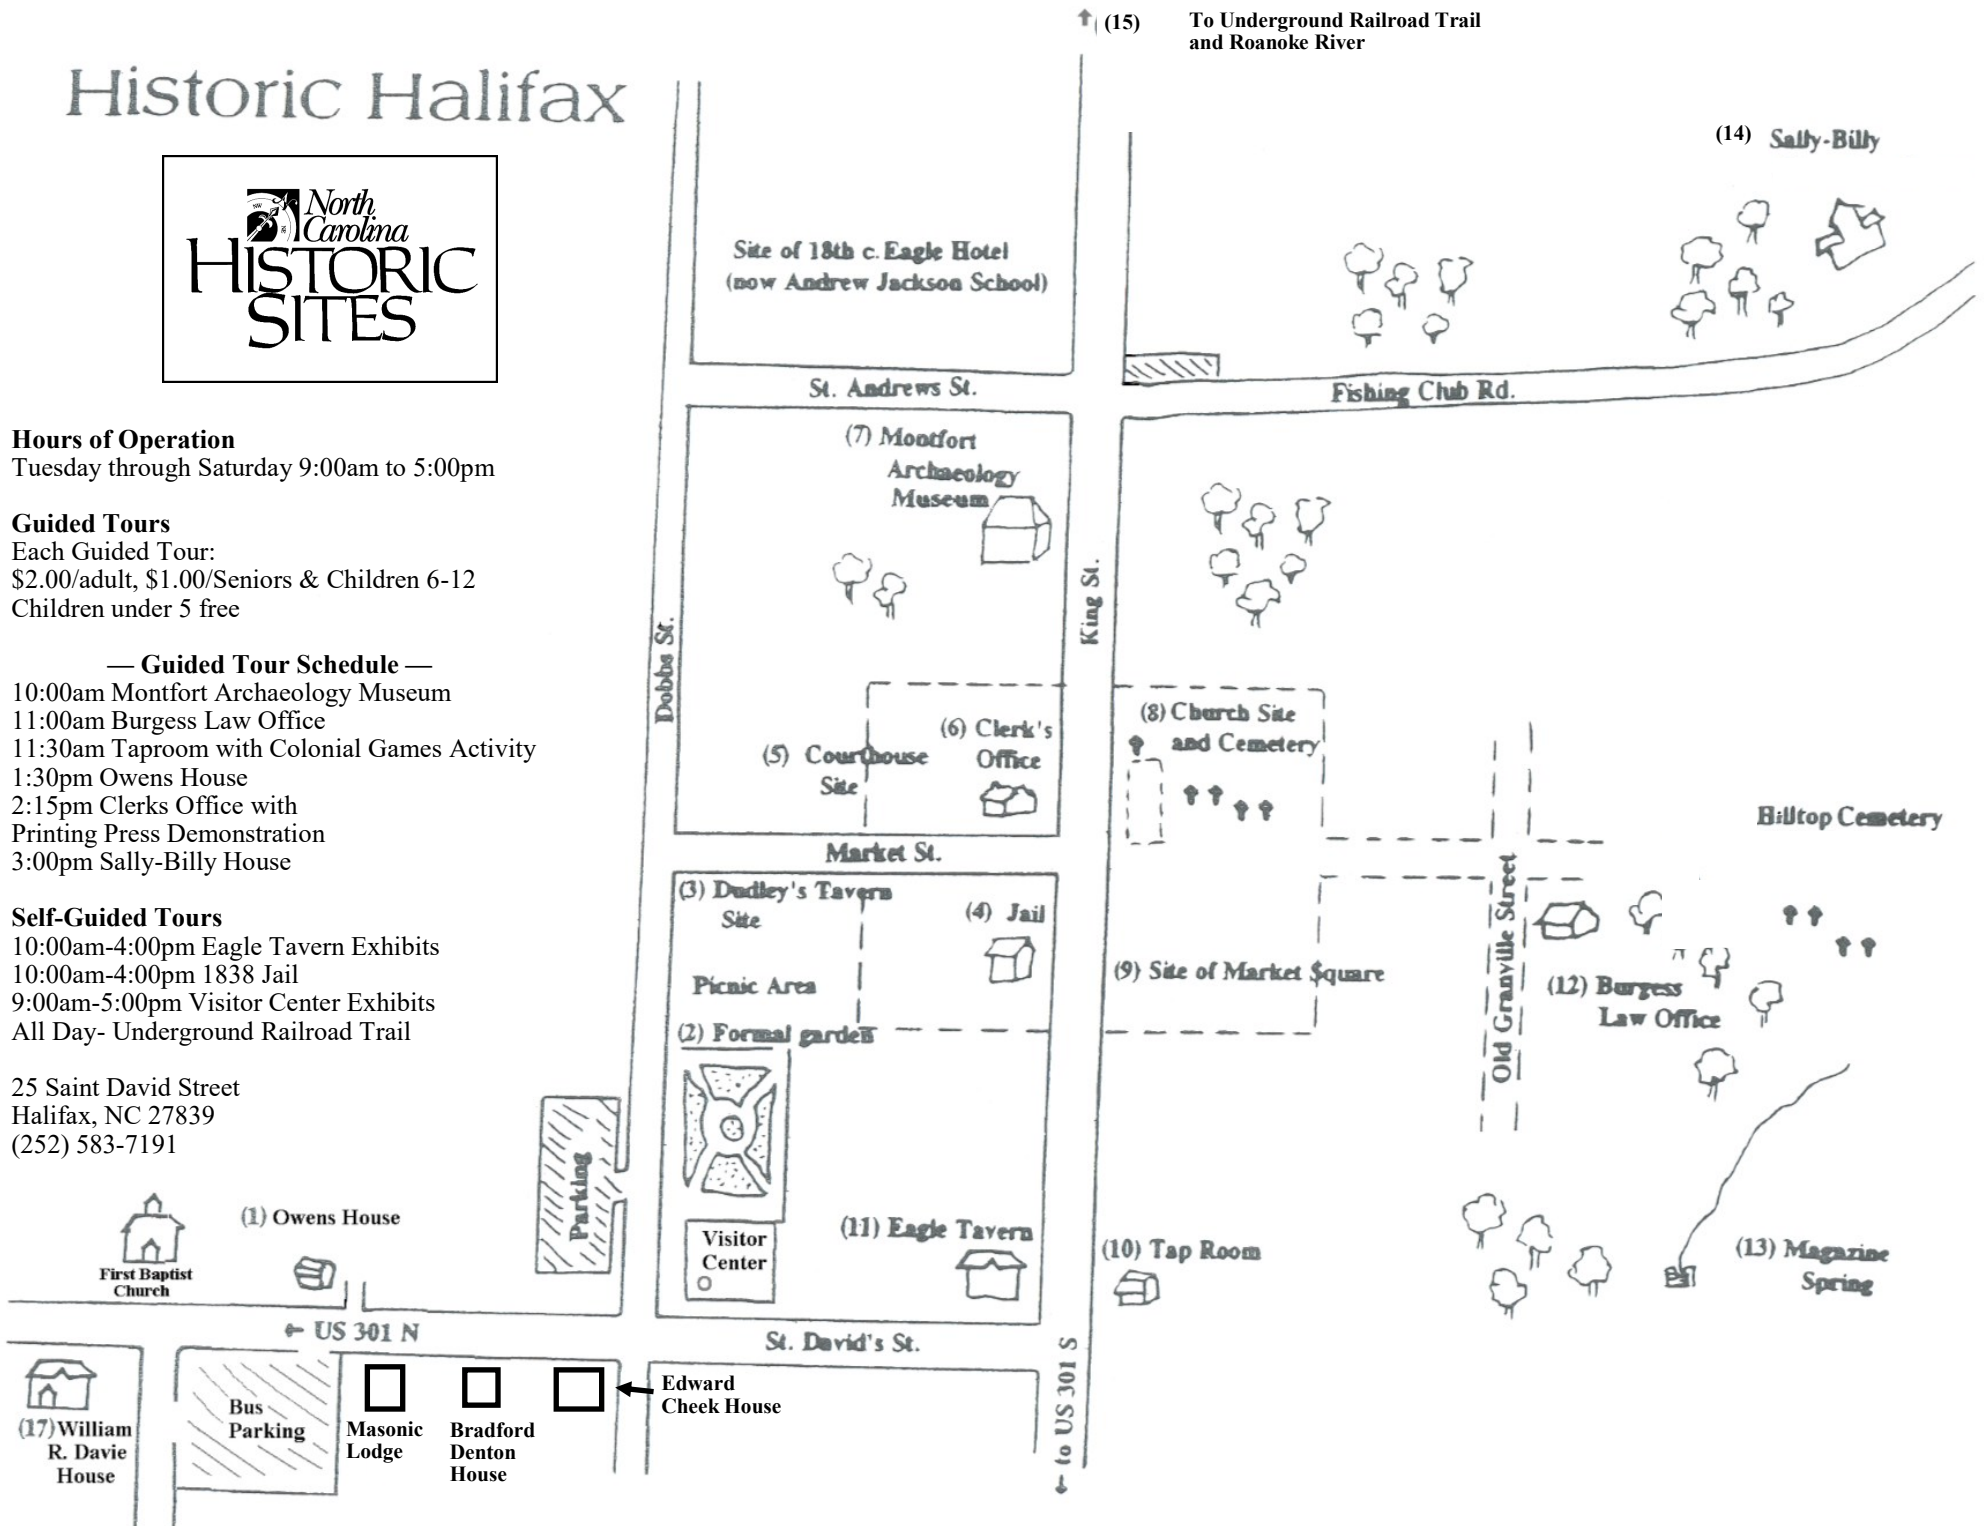 (15) To Underground Railroad Trail
and Roanoke River
Historic Halifax
North
Carolina
HISTORIC
SITES
(14) Sally-Billy
Site of 18th c. Eagle Hotel
(now Andrew Jackson School)
St. Andrews St.
Fishing Club Rd.
Hours of Operation
Tuesday through Saturday 9:00am to 5:00pm
Guided Tours
Each Guided Tour:
$2.00/adult, $1.00/Seniors & Children 6-12
Children under 5 free
— Guided Tour Schedule —
10:00am Montfort Archaeology Museum
11:00am Burgess Law Office
11:30am Taproom with Colonial Games Activity
1:30pm Owens House
2:15pm Clerks Office with
Printing Press Demonstration
3:00pm Sally-Billy House
Self-Guided Tours
10:00am-4:00pm Eagle Tavern Exhibits
10:00am-4:00pm 1838 Jail
9:00am-5:00pm Visitor Center Exhibits
All Day- Underground Railroad Trail
25 Saint David Street
Halifax, NC 27839
(252) 583-7191
(7) Montfort
Archaeology
Museum
King St.
Dobbs St.
(6) Clerk's
Office
(5) Courthouse
Site
(8) Church Site
and Cemetery
Market St.
Hilltop Cemetery
(3) Dudley's Tavern
Site
(4) Jail
Picnic Area
(9) Site of Market Square
Old Granville Street
(12) Burgess
Law Office
(2) Formal garden
Parking
Visitor
Center
(11) Eagle Tavern
(10) Tap Room
(13) Magazine
Spring
(1) Owens House
First Baptist
Church
US 301 N
St. David's St.
to US 301 S
(17) William
R. Davie
House
Bus
Parking
Masonic
Lodge
Bradford
Denton
House
Edward
Cheek House